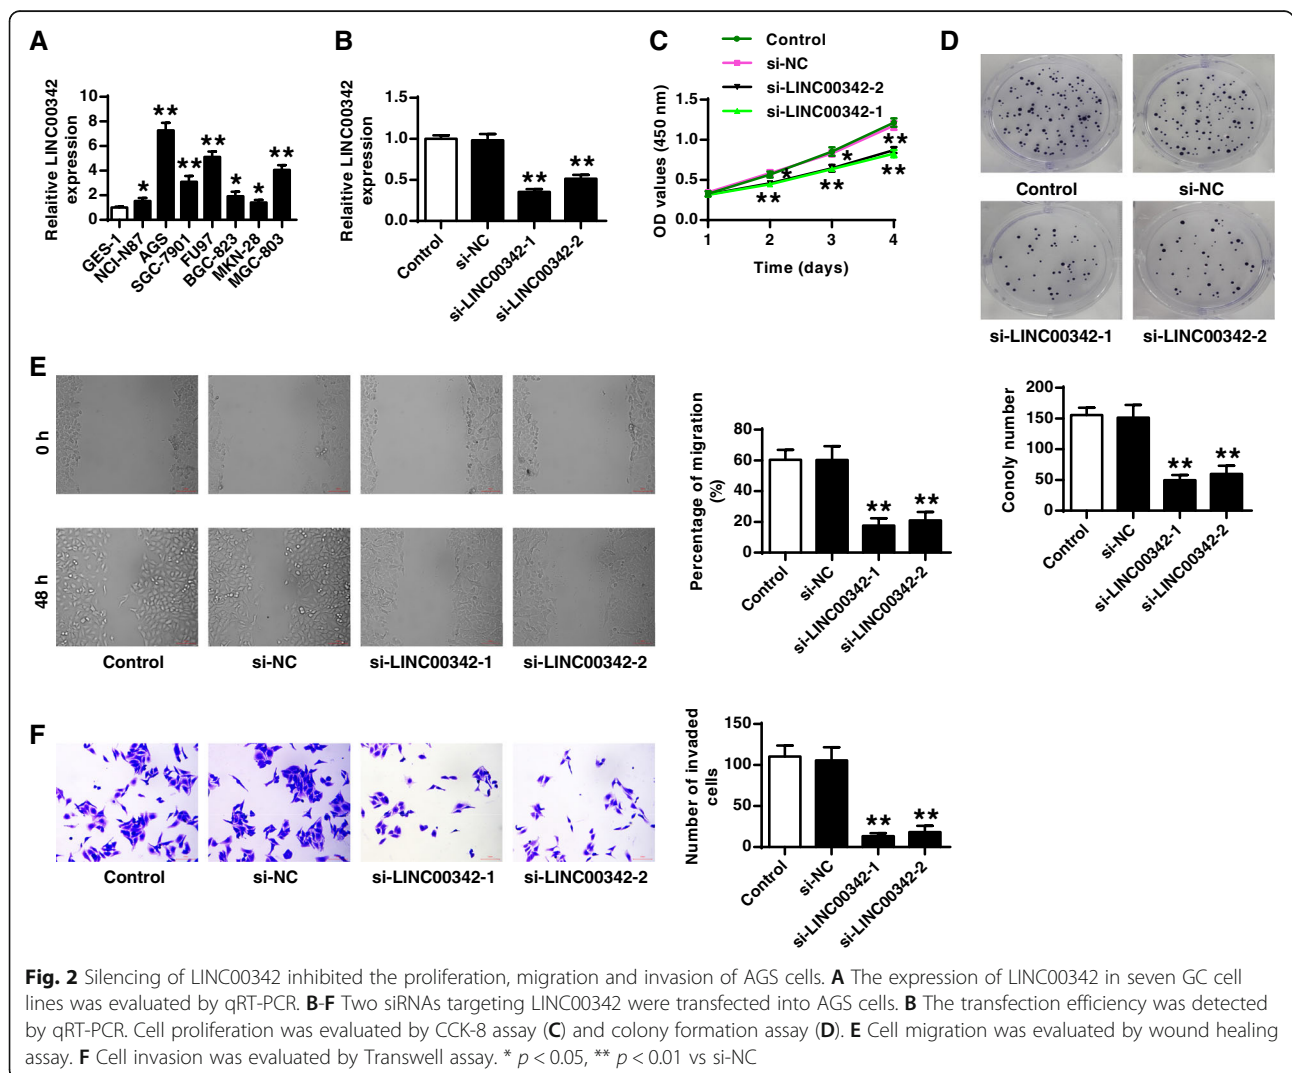 A
Relaitive LINC00342
expression
10
8
6
4
2
0
**
**
**
**
*
*
*
GES-1
NCI-N87
AGS
SGC-7901
FU97
BGC-823
MKN-28
MGC-803
B
Relaitive LINC00342
expression
1.5
1.0
0.5
0.0
**
**
Control
si-NC
si-LINC00342-1
si-LINC00342-2
C
Control
si-NC
si-LINC00342-2
si-LINC00342-1
OD values (450 nm)
1.5
1.0
0.5
0.0
*
**
*
**
**
**
1 2 3 4
Time (days)
D
Control si-NC
si-LINC00342-1 si-LINC00342-2
Conoly number
200
150
100
50
0
**
**
Control
si-NC
si-LINC00342-1
si-LINC00342-2
E
0 h
48 h
Control si-NC si-LINC00342-1 si-LINC00342-2
Percentage of migration
(%)
80
60
40
20
0
**
**
Control
si-NC
si-LINC00342-1
si-LINC00342-2
F
Control si-NC si-LINC00342-1 si-LINC00342-2
Number of invaded
cells
150
100
50
0
**
**
Control
si-NC
si-LINC00342-1
si-LINC00342-2
Fig. 2 Silencing of LINC00342 inhibited the proliferation, migration and invasion of AGS cells. A The expression of LINC00342 in seven GC cell
lines was evaluated by qRT-PCR. B-F Two siRNAs targeting LINC00342 were transfected into AGS cells. B The transfection efficiency was detected
by qRT-PCR. Cell proliferation was evaluated by CCK-8 assay (C) and colony formation assay (D). E Cell migration was evaluated by wound healing
assay. F Cell invasion was evaluated by Transwell assay. * p < 0.05, ** p < 0.01 vs si-NC